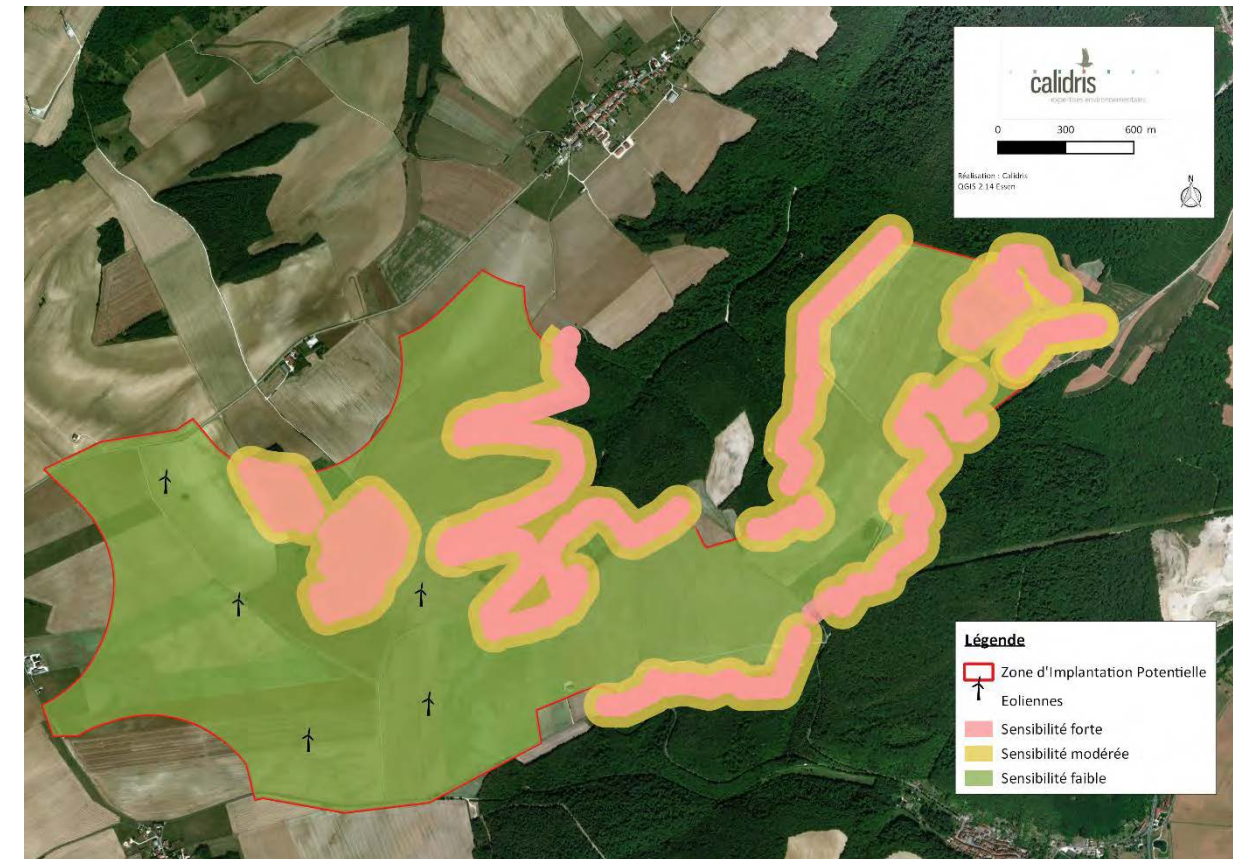 calidris
expertises environnementales
0 300 600 m
Réalisation : Calidris
QGIS 2.14 Essen
N
Légende
Zone d'Implantation Potentielle
Eoliennes
Sensibilité forte
Sensibilité modérée
Sensibilité faible